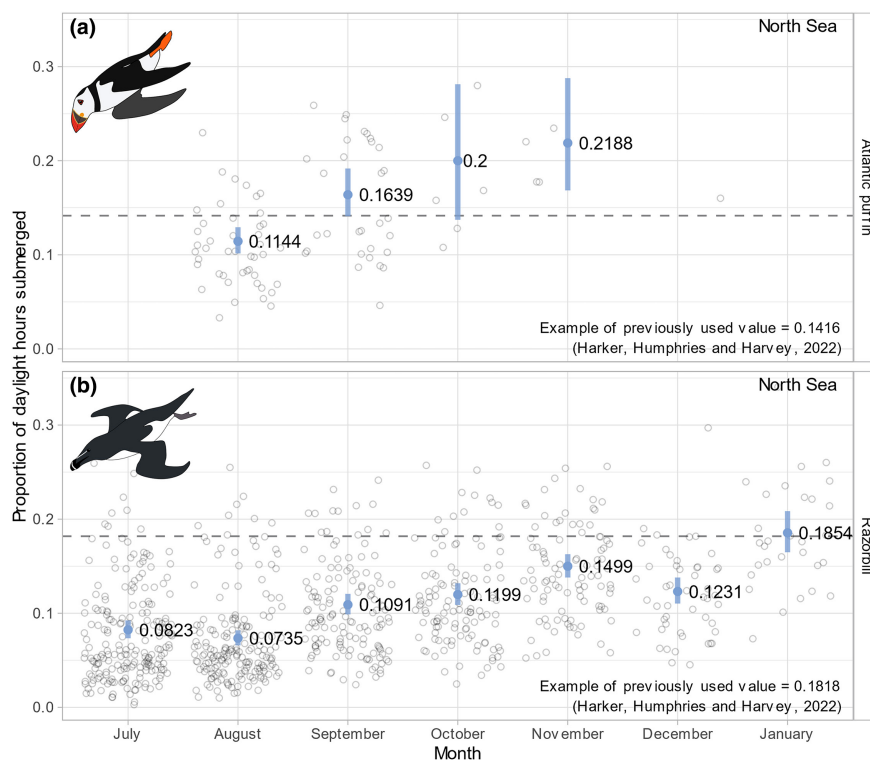 (a)
North Sea
0.3
0.2
0.1
0.0
0.1144
0.1639
0.2
0.2188
Example of previously used value = 0.1416
(Harker, Humphries and Harvey, 2022)
Atlantic puffin
Proportion of daylight hours submerged
(b)
North Sea
0.3
0.2
0.1
0.0
0.0823
0.0735
0.1091
0.1199
0.1499
0.1231
0.1854
Example of previously used value = 0.1818
(Harker, Humphries and Harvey, 2022)
Razorbill
July August September October November December January
Month